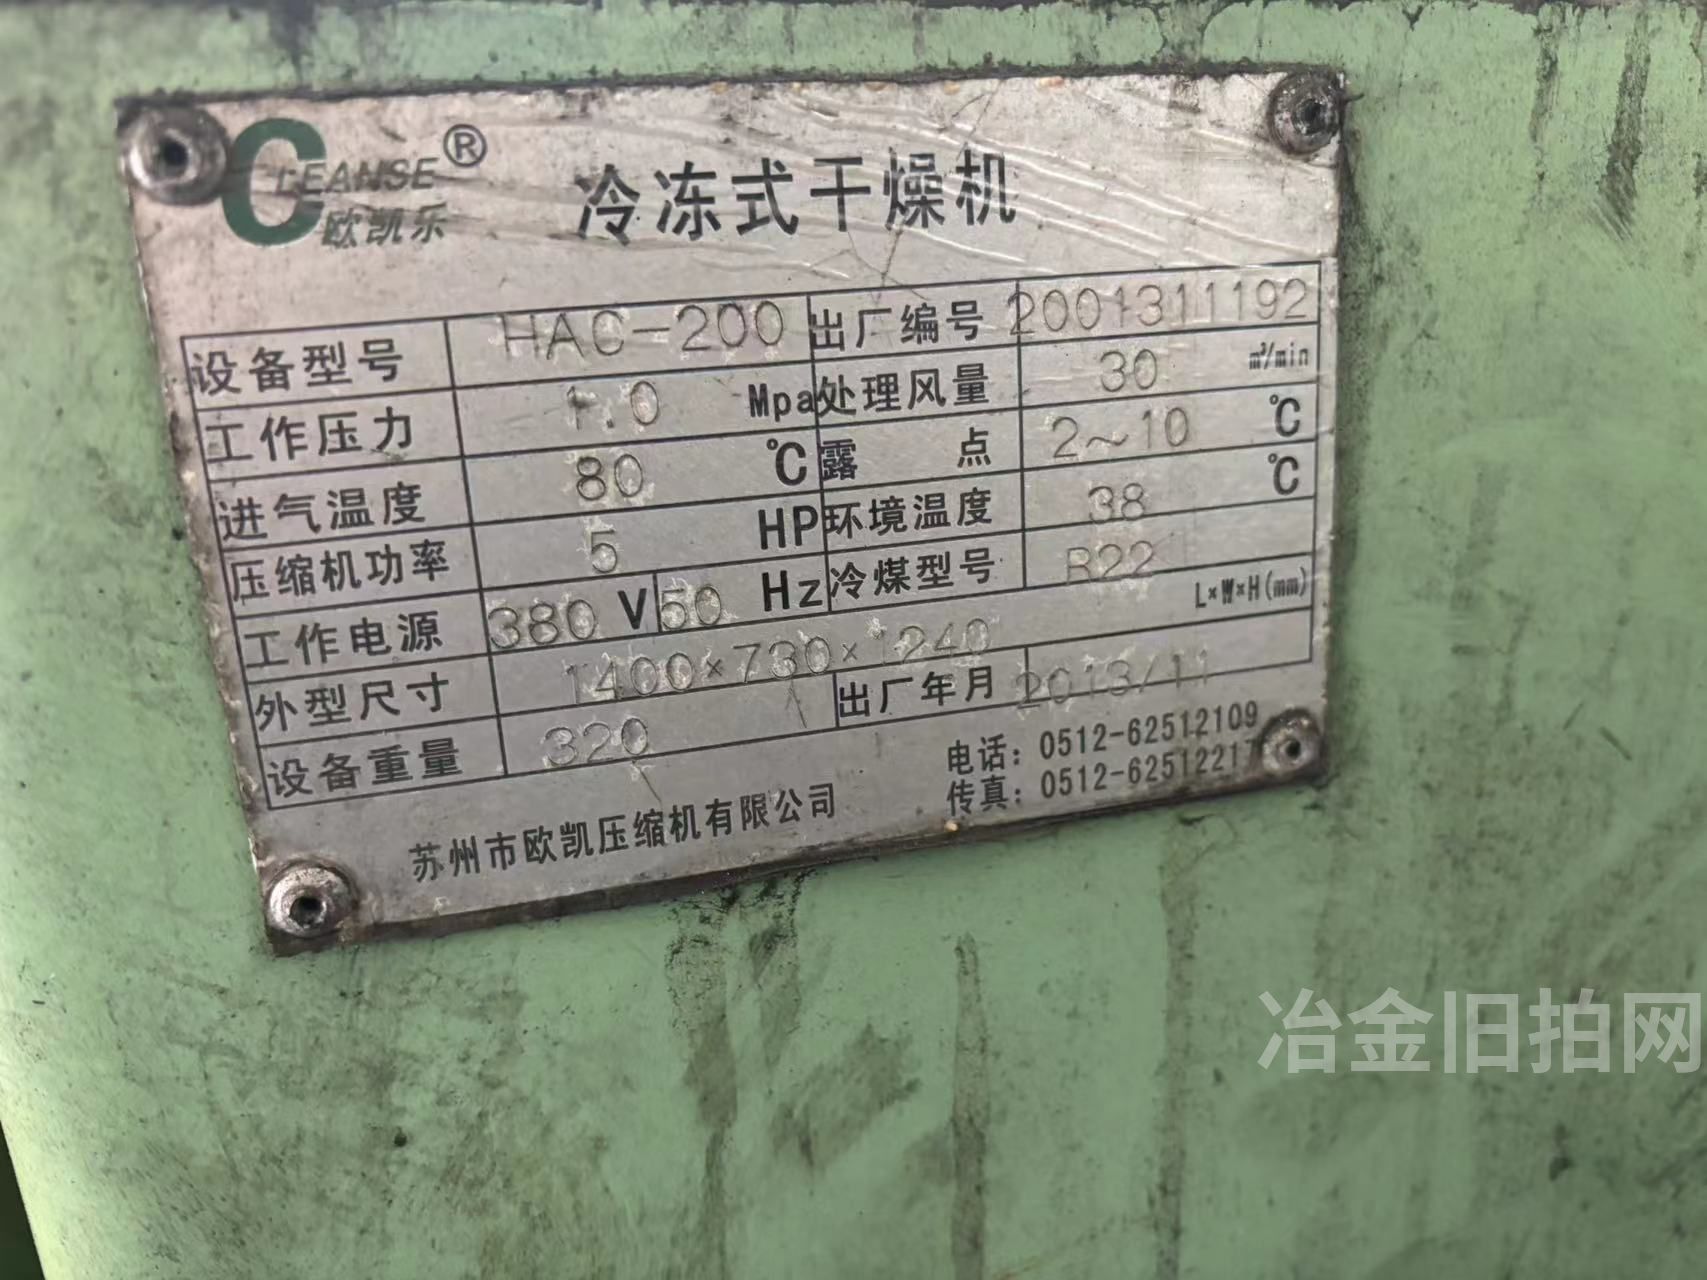 CLEANSE®
欧凯乐
冷冻式干燥机
设备型号 HAC-200 出厂编号 2001311192
工作压力 1.0 Mpa 处理风量 30 m³/min
进气温度 80 ℃ 露 点 2~10 ℃
压缩机功率 5 HP 环境温度 38 ℃
工作电源 380 V 50 Hz 冷煤型号 R22
外型尺寸 1400×730×1240 L×W×H(mm)
设备重量 320 出厂年月 2013/11
电话: 0512-62512109
苏州市欧凯压缩机有限公司 传真: 0512-62512217
冶金旧拍网